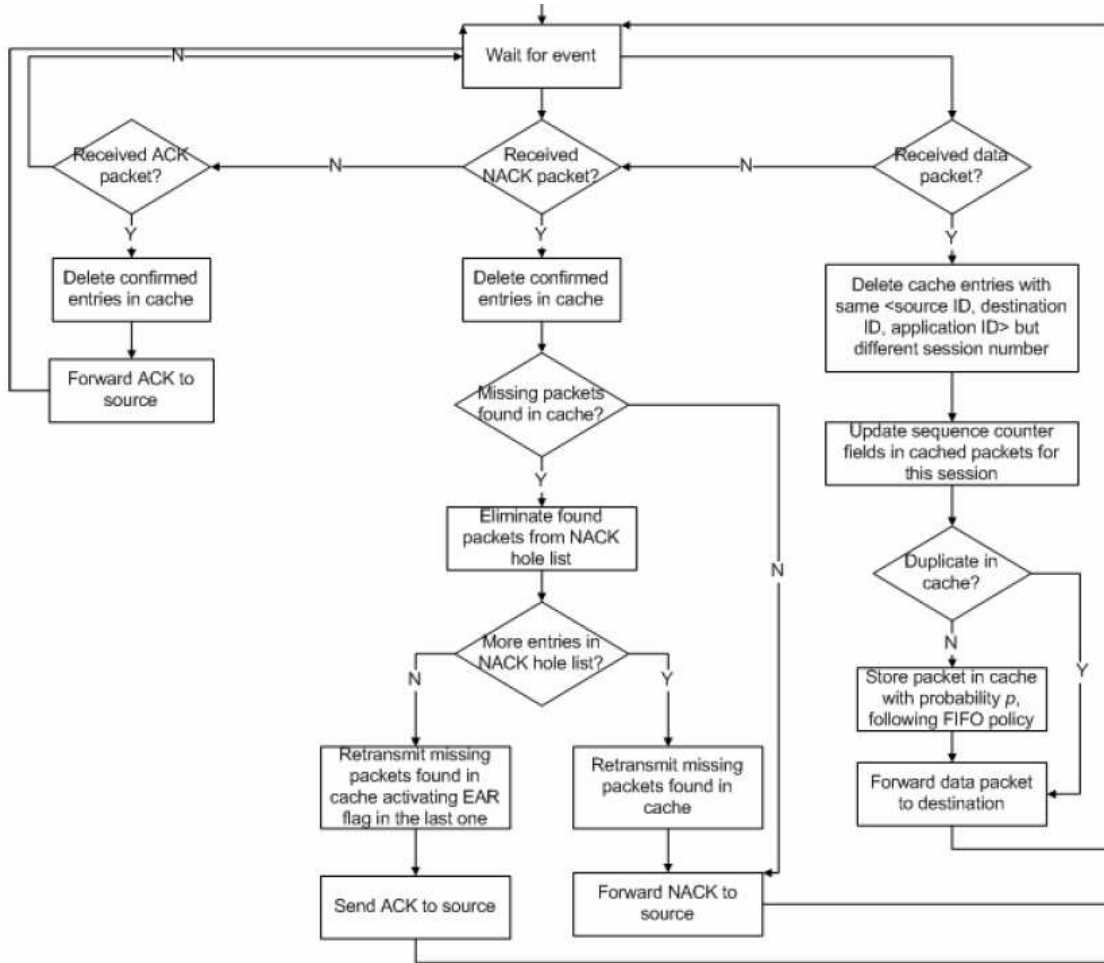 Wait for event
N
Received ACK
packet?
N
Received
NACK packet?
N
Received data
packet?
Y
Y
Y
Delete confirmed
entries in cache
Delete confirmed
entries in cache
Delete cache entries with
same <source ID, destination
ID, application ID> but
different session number
Forward ACK to
source
Missing packets
found in cache?
Update sequence counter
fields in cached packets for
this session
Y
Eliminate found
packets from NACK
hole list
N
Duplicate in
cache?
More entries in
NACK hole list?
N
Y
N
Y
Store packet in cache
with probability p,
following FIFO policy
Retransmit missing
packets found in
cache activating EAR
flag in the last one
Retransmit missing
packets found in
cache
Forward data packet
to destination
Send ACK to source
Forward NACK to
source